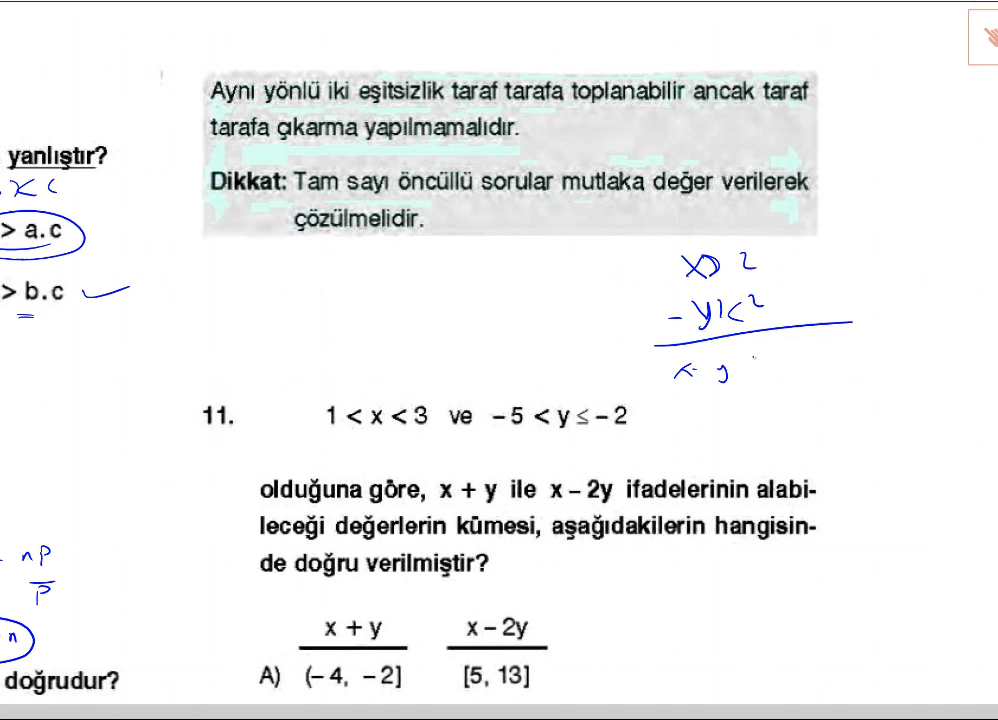 Aynı yönlü iki eşitsizlik taraf tarafa toplanabilir ancak taraf
tarafa çıkarma yapılmamalıdır.
Dikkat: Tam sayı öncüllü sorular mutlaka değer verilerek
çözülmelidir.
yanlıştır?
> a.c
> b.c
x > 2
- y < 2
x - y
11. 1 < x < 3 ve – 5 < y ≤ – 2
olduğuna göre, x + y ile x – 2y ifadelerinin alabi-
leceği değerlerin kümesi, aşağıdakilerin hangisin-
de doğru verilmiştir?
np
p
n
x + y x – 2y
A) (– 4, – 2] [5, 13]
doğrudur?